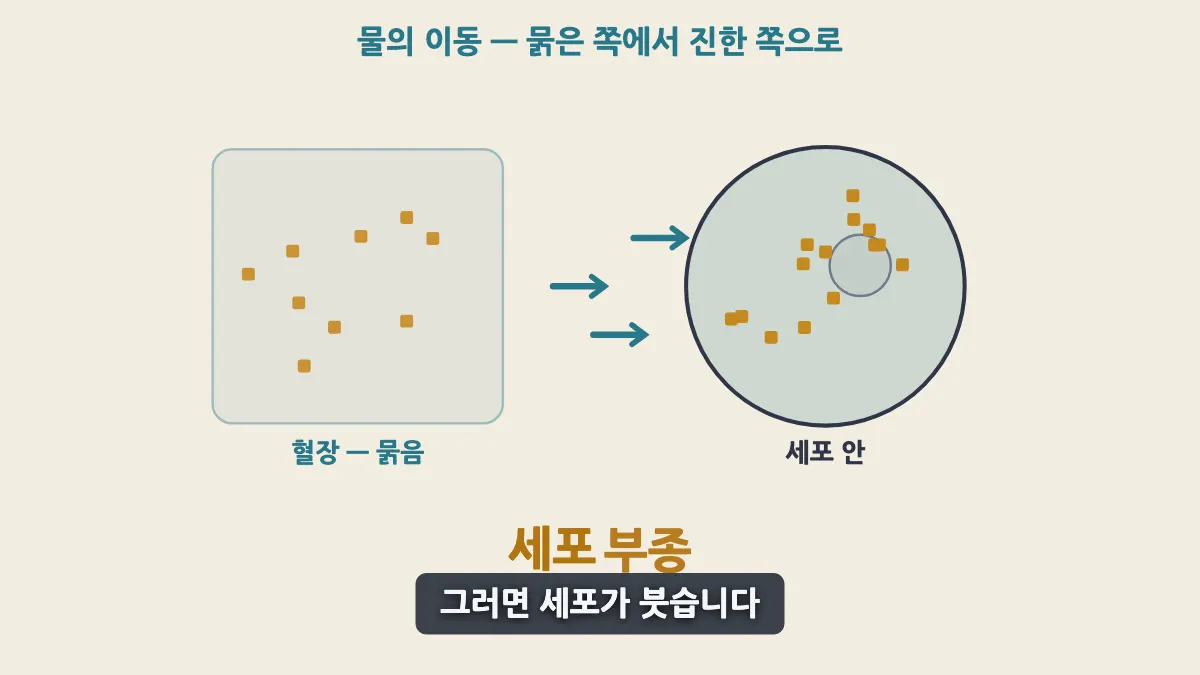 물의 이동 — 묽은 쪽에서 진한 쪽으로
혈장 — 묽음
세포 안
세포 부종
그러면 세포가 붓습니다